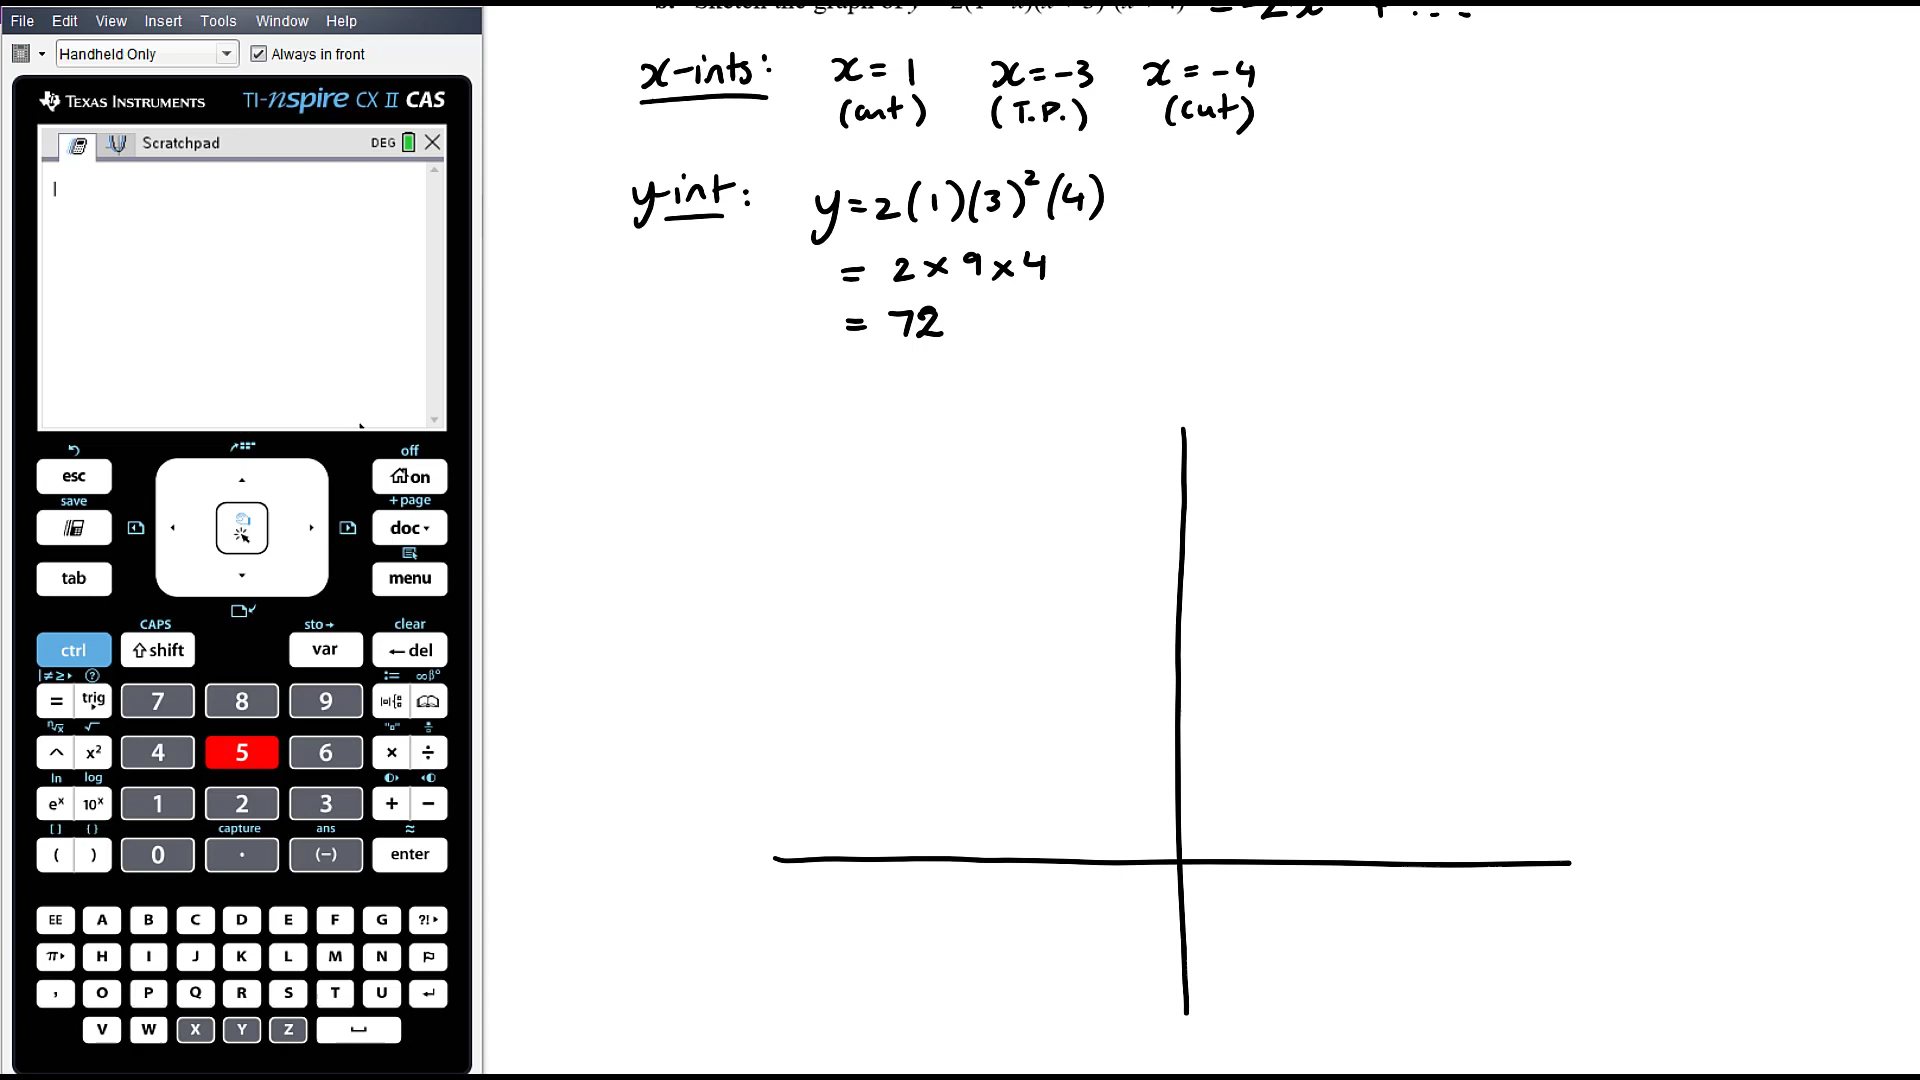 File Edit View Insert Tools Window Help
Handheld Only Always in front
TEXAS INSTRUMENTS TI-nspire CX II CAS
Scratchpad DEG
off
esc on
save + page
doc
tab menu
CAPS sto→ clear
ctrl shift var ←del
|≠≥▸ ? := ∞β°
= trig 7 8 9
ⁿ√x √ "□"
^ x² 4 5 6 × ÷
ln log
eˣ 10ˣ 1 2 3 + −
[ ] { } capture ans ≈
( ) 0 . (−) enter
EE A B C D E F G ?!▸
π▸ H I J K L M N
, O P Q R S T U ↵
V W X Y Z
x-ints: x = 1 x = -3 x = -4
(cut) (T.P.) (cut)
y-int: y = 2(1)(3)²(4)
= 2 × 9 × 4
= 72